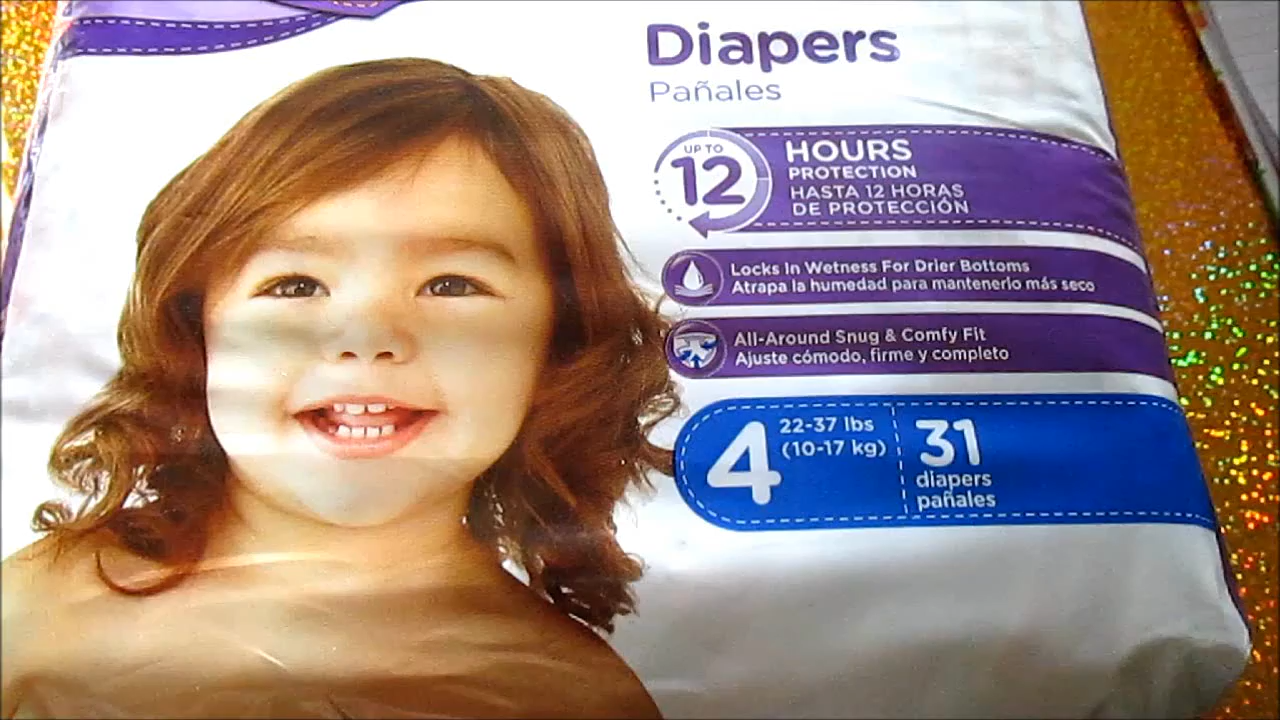 Diapers
Pañales
UP TO
12
HOURS
PROTECTION
HASTA 12 HORAS
DE PROTECCIÓN
Locks In Wetness For Drier Bottoms
Atrapa la humedad para mantenerlo más seco
All-Around Snug & Comfy Fit
Ajuste cómodo, firme y completo
4
22-37 lbs
(10-17 kg)
31
diapers
pañales